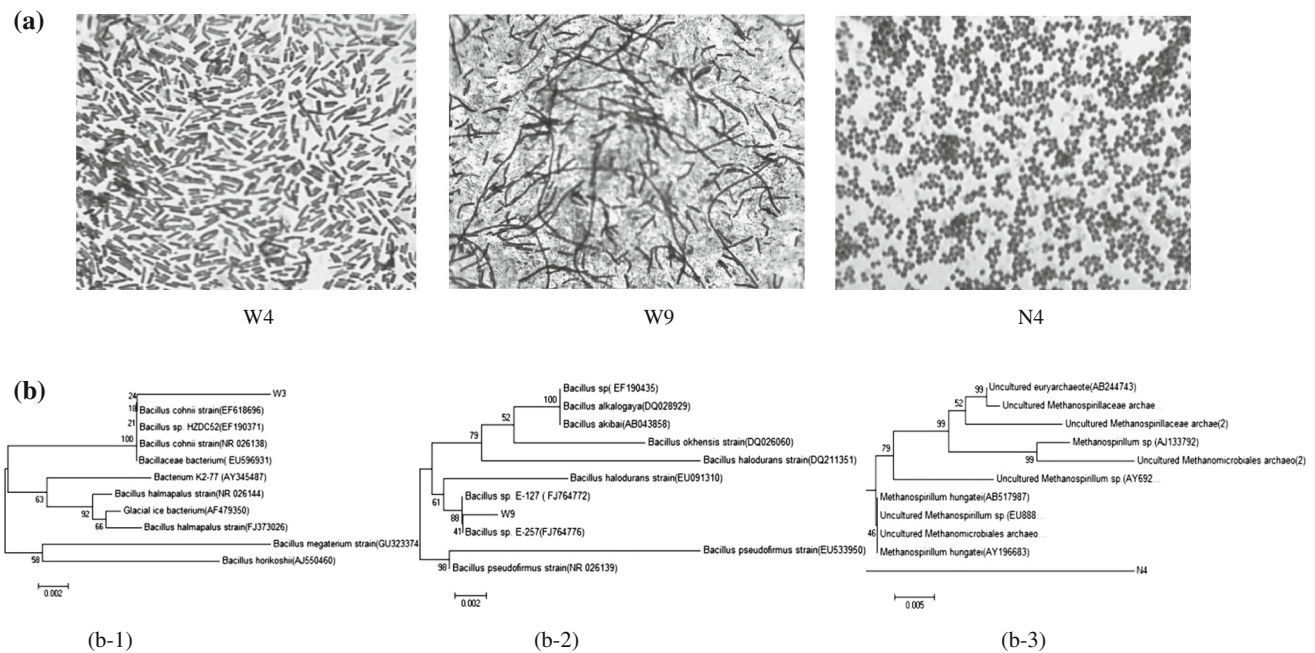 (a)
W4
W9
N4
(b)
24
W3
18
Bacillus cohnii strain(EF618696)
21
Bacillus sp. HZDC52(EF190371)
100
Bacillus cohnii strain(NR 026138)
Bacillaceae bacterium( EU596931)
Bacterium K2-77 (AY345487)
63
Bacillus halmapalus strain(NR 026144)
92
Glacial ice bacterium(AF479350)
66
Bacillus halmapalus strain(FJ373026)
Bacillus megaterium strain(GU323374
58
Bacillus horikoshii(AJ550460)
0.002
(b-1)
Bacillus sp( EF190435)
100
Bacillus alkalogaya(DQ028929)
52
Bacillus akibai(AB043858)
79
Bacillus okhensis strain(DQ026060)
Bacillus halodurans strain(DQ211351)
Bacillus halodurans strain(EU091310)
61
Bacillus sp. E-127 ( FJ764772)
88
W9
41
Bacillus sp. E-257(FJ764776)
Bacillus pseudofirmus strain(EU533950)
98
Bacillus pseudofirmus strain(NR 026139)
0.002
(b-2)
99
Uncultured euryarchaeote(AB244743)
52
Uncultured Methanospirillaceae archae...
99
Uncultured Methanospirillaceae archae(2)
79
Methanospirillum sp (AJ133792)
99
Uncultured Methanomicrobiales archaeo(2)
Uncultured Methanospirillum sp.(AY692...
Methanospirillum hungatei(AB517987)
Uncultured Methanospirillum sp(EU888...
46
Uncultured Methanomicrobiales archaeo...
Methanospirillum hungatei(AY196683)
N4
0.005
(b-3)